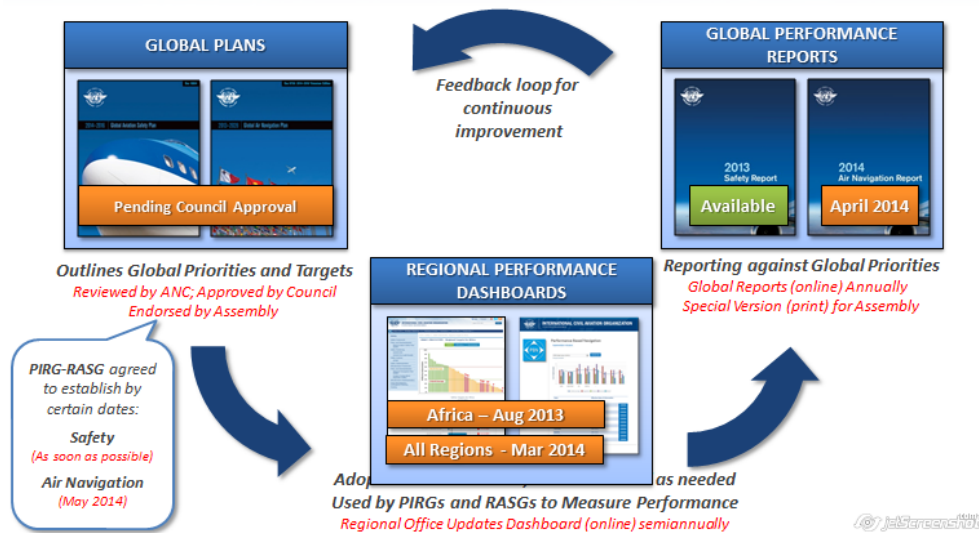 GLOBAL PLANS
2014-2016 | Global Aviation Safety Plan
2013-2028 | Global Air Navigation Plan
Pending Council Approval
Outlines Global Priorities and Targets
Reviewed by ANC; Approved by Council
Endorsed by Assembly
Feedback loop for
continuous
improvement
GLOBAL PERFORMANCE
REPORTS
2013
Safety Report
2014
Air Navigation Report
Available
April 2014
Reporting against Global Priorities
Global Reports (online) Annually
Special Version (print) for Assembly
PIRG-RASG agreed
to establish by
certain dates:
Safety
(As soon as possible)
Air Navigation
(May 2014)
REGIONAL PERFORMANCE
DASHBOARDS
INTERNATIONAL CIVIL AVIATION ORGANIZATION
Performance Based Navigation
Africa – Aug 2013
All Regions - Mar 2014
as needed
Used by PIRGs and RASGs to Measure Performance
Regional Office Updates Dashboard (online) semiannually